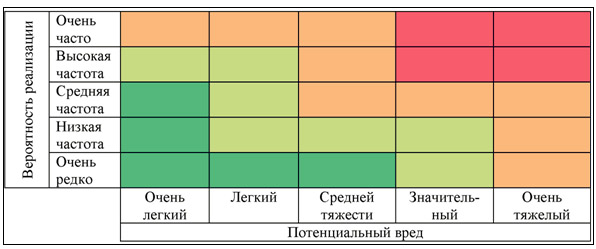 Вероятность реализации
Очень
часто
Высокая
частота
Средняя
частота
Низкая
частота
Очень
редко
Очень
легкий
Легкий
Средней
тяжести
Значитель-
ный
Очень
тяжелый
Потенциальный вред